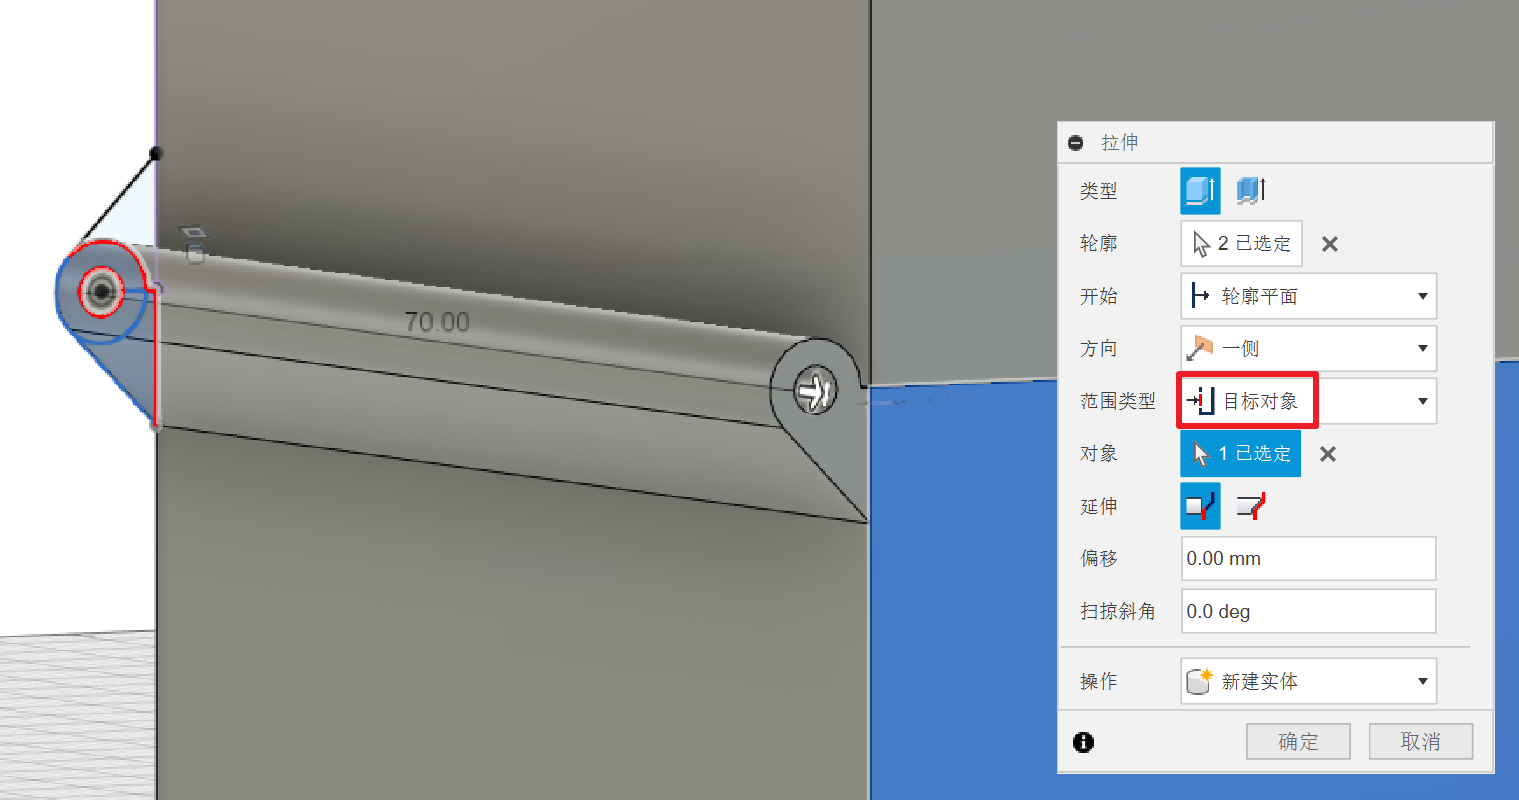 70.00
拉伸
类型
轮廓 2 已选定
开始 轮廓平面
方向 一侧
范围类型 目标对象
对象 1 已选定
延伸
偏移 0.00 mm
扫掠斜角 0.0 deg
操作 新建实体
确定 取消